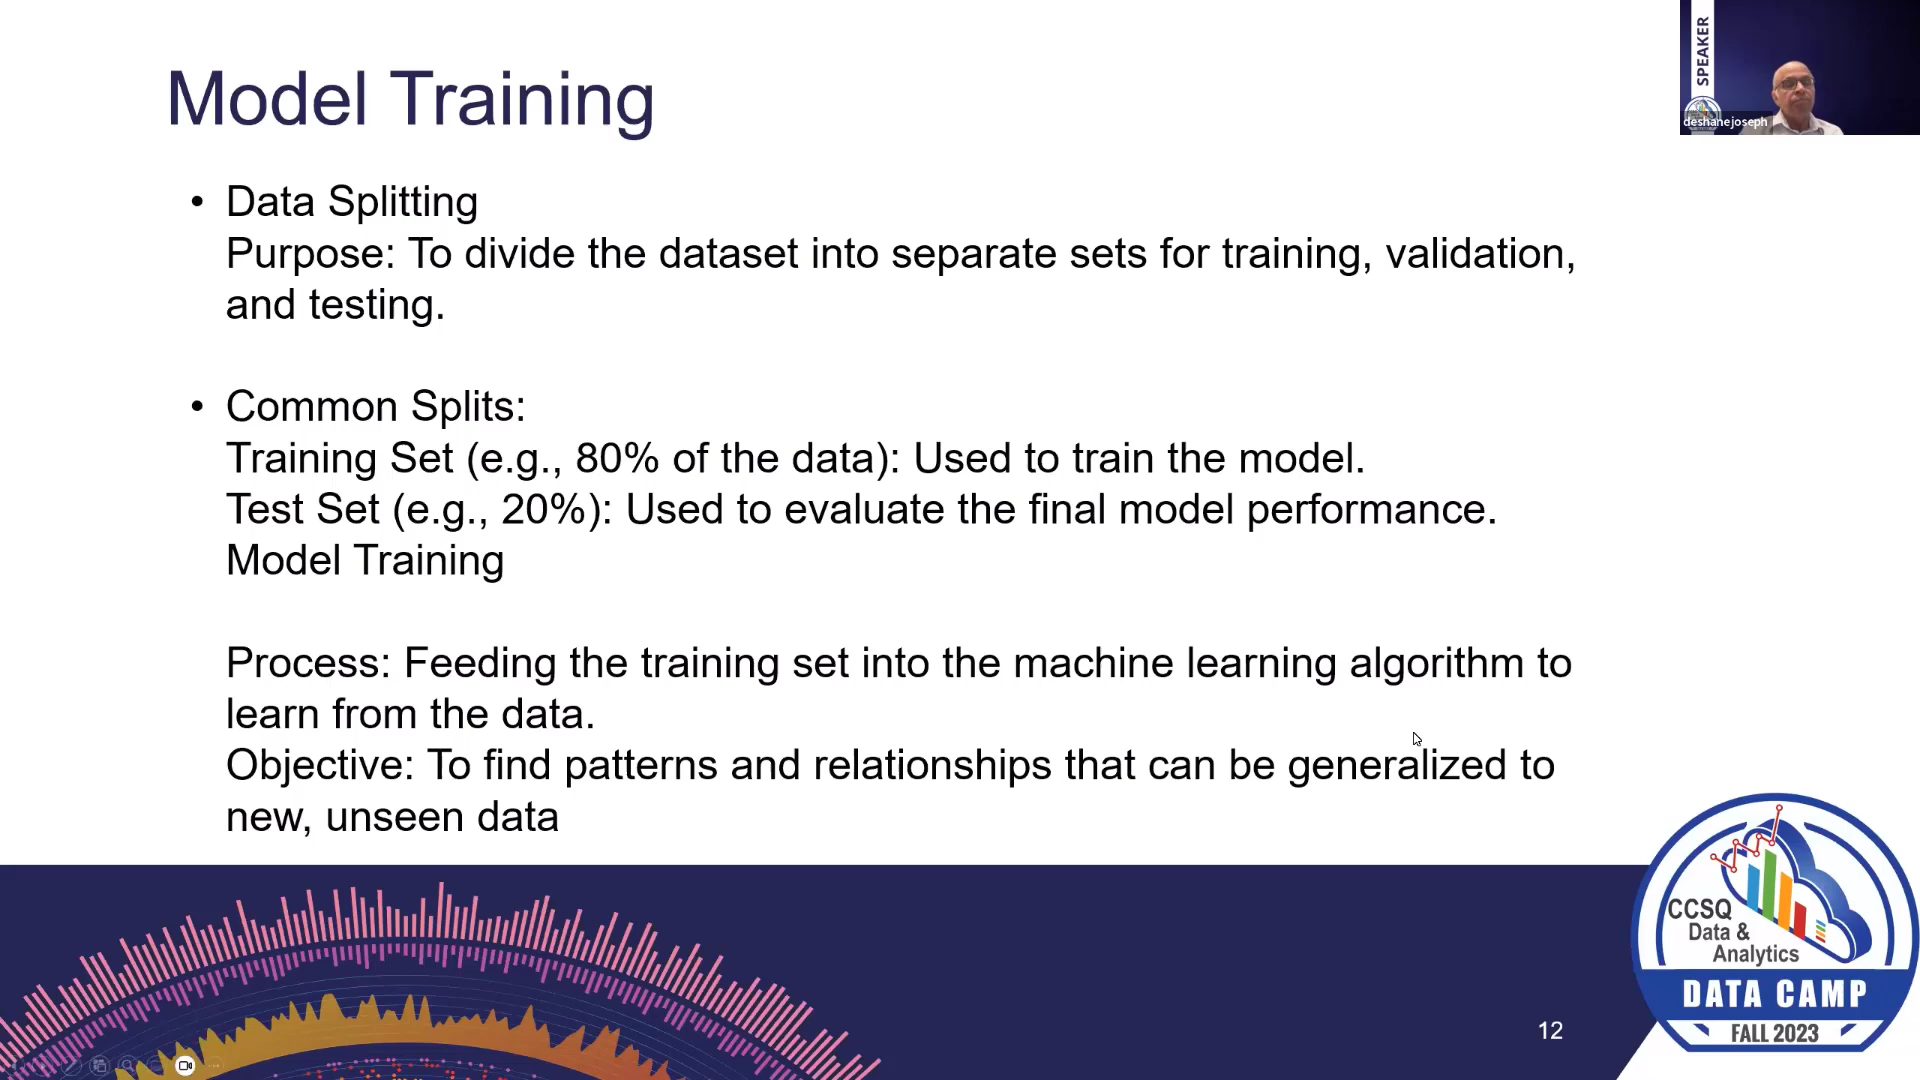 Model Training
SPEAKER
deshanejoseph
• Data Splitting
Purpose: To divide the dataset into separate sets for training, validation,
and testing.
• Common Splits:
Training Set (e.g., 80% of the data): Used to train the model.
Test Set (e.g., 20%): Used to evaluate the final model performance.
Model Training
Process: Feeding the training set into the machine learning algorithm to
learn from the data.
Objective: To find patterns and relationships that can be generalized to
new, unseen data
CCSQ
Data &
Analytics
DATA CAMP
FALL 2023
12